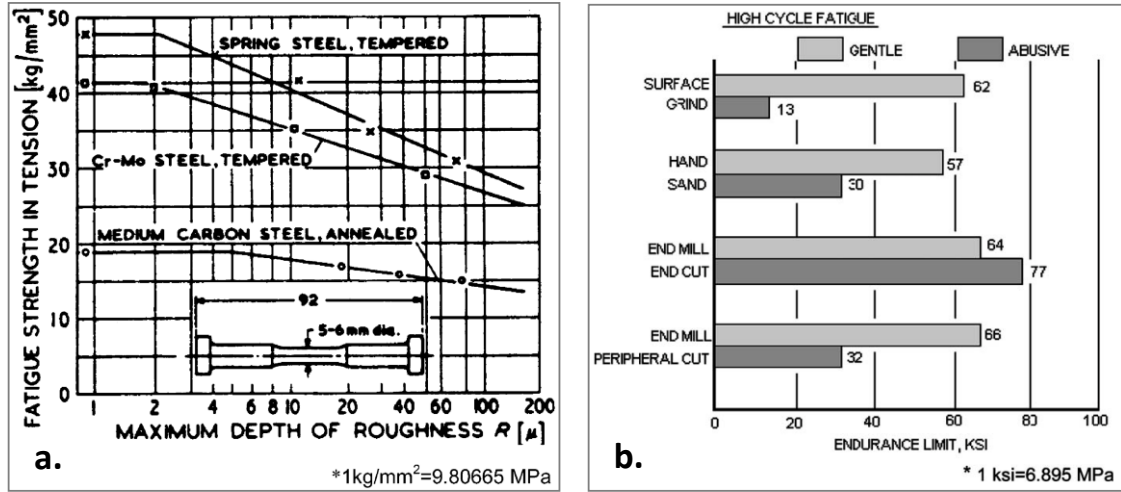 50
40
30
20
10
0
FATIGUE STRENGTH IN TENSION [kg/mm²]
SPRING STEEL, TEMPERED
Cr-Mo STEEL, TEMPERED
MEDIUM CARBON STEEL, ANNEALED
92
5-6mm dia.
1 2 4 6 8 10 20 40 60 100 200
MAXIMUM DEPTH OF ROUGHNESS R [μ]
a.
*1kg/mm²=9.80665 MPa
HIGH CYCLE FATIGUE
GENTLE ABUSIVE
SURFACE
GRIND
62
13
HAND
SAND
57
30
END MILL
END CUT
64
77
END MILL
PERIPHERAL CUT
66
32
0 20 40 60 80 100
ENDURANCE LIMIT, KSI
b.
* 1 ksi=6.895 MPa